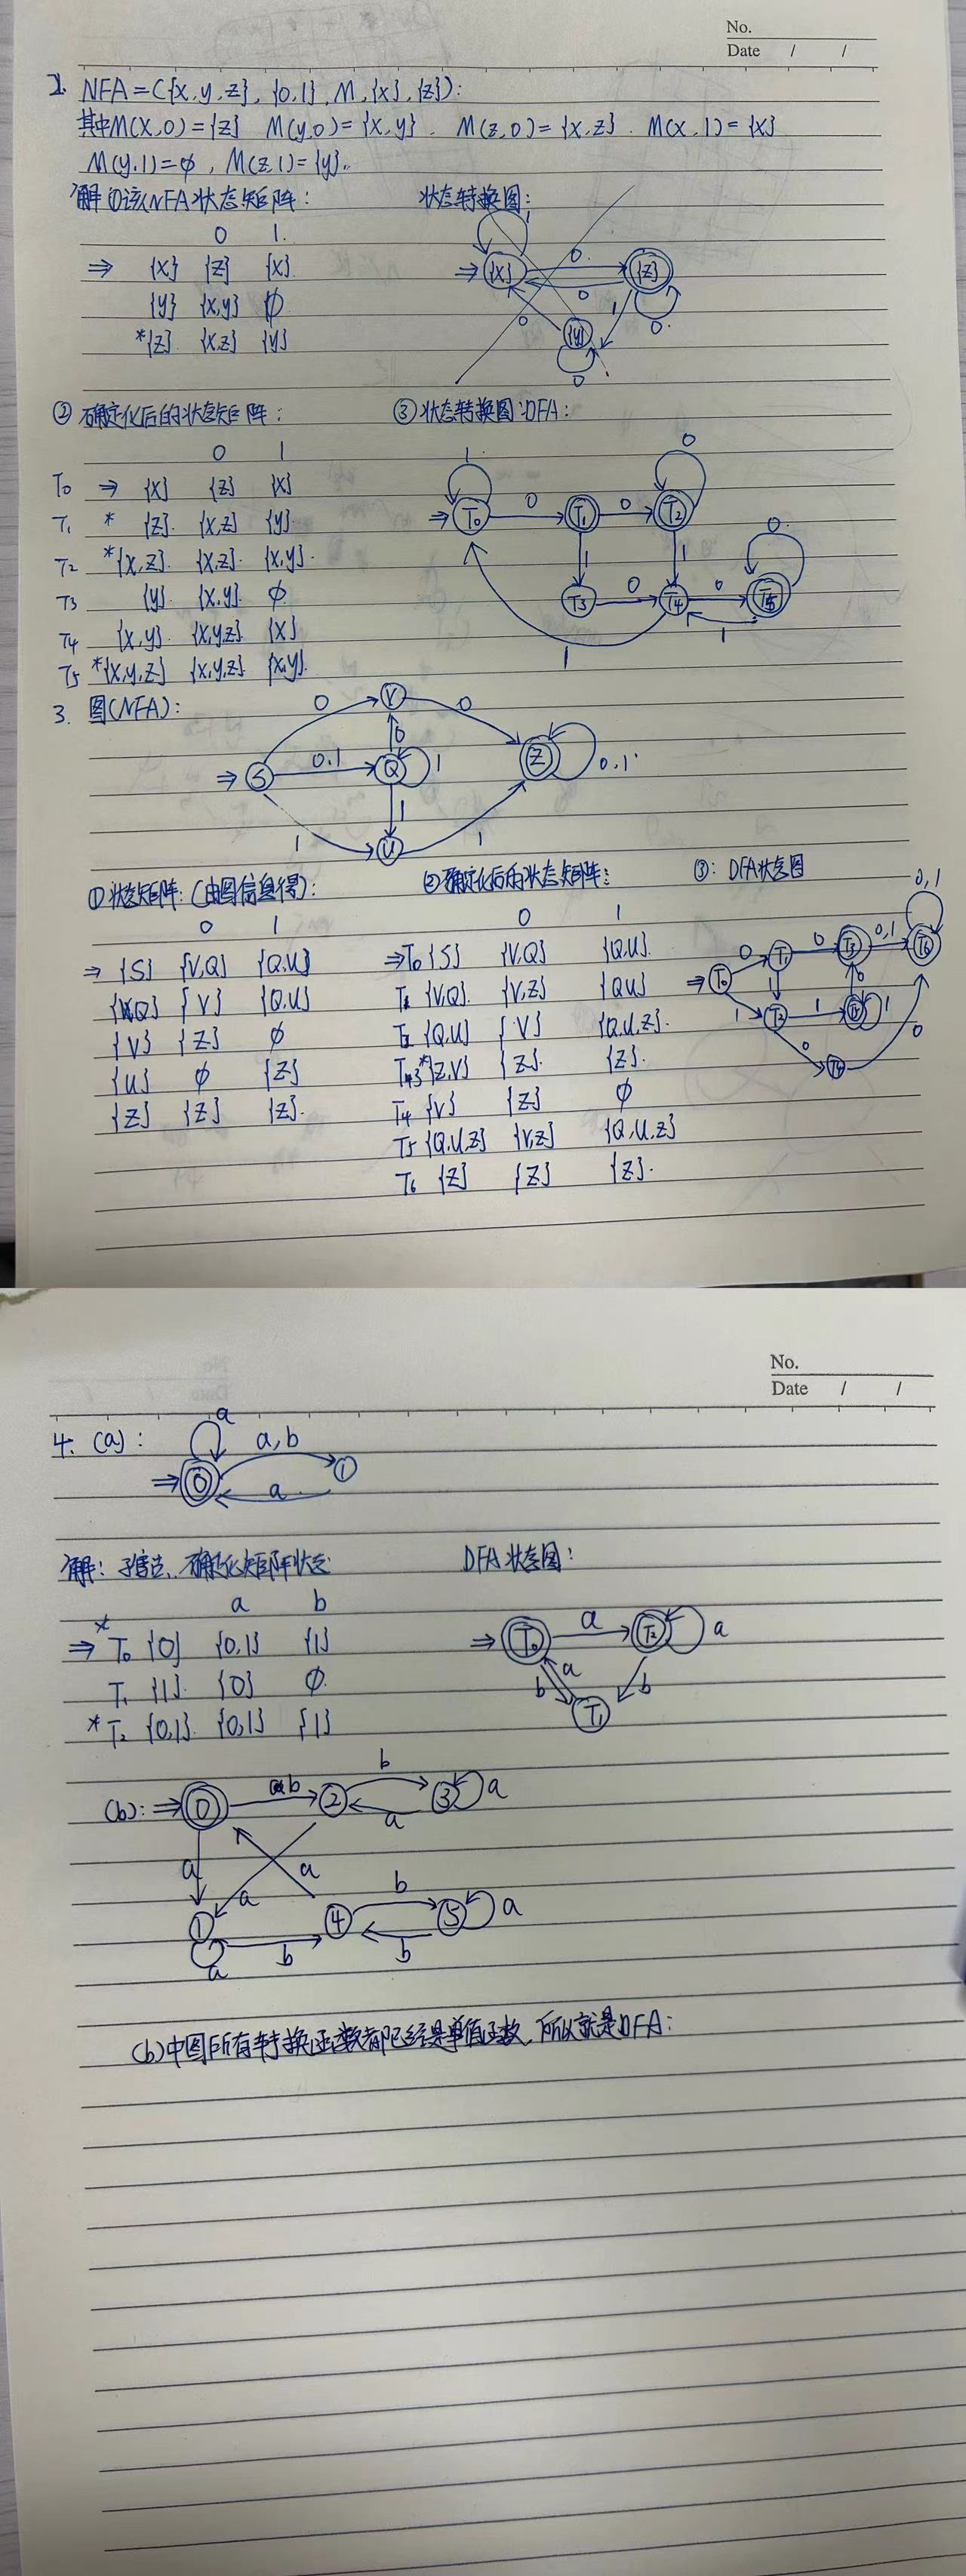 No.
Date / /
2. NFA=({x,y,z},{0,1},M,{x},{z}):
其中M(x,0)={z} M(y,0)={x,y}. M(z,0)={x,z}. M(x,1)={x}
M(y,1)=φ, M(z,1)={y}.
解①该NFA状态矩阵: 状态转换图:
0 1.
⇒ {x} {z} {x}
{y} {x,y} φ
*{z} {x,z} {y}
1
⇒ {x} 0. {z}
0
0 {y} 1 0.
0
②确定化后的状态矩阵: ③状态转换图:DFA:
0 1
T0 ⇒ {x} {z} {x}
T1 * {z}. {x,z} {y}
T2 *{x,z}. {x,z}. {x,y}.
T3 {y}. {x,y}. φ
T4 {x,y}. {x,y,z} {x}
T5 *{x,y,z} {x,y,z} {x,y}.
1 0
⇒ T0 0 T1 0 T2
1 1 0.
T3 0 T4 0 T5
1 1
3. 图(NFA):
0 V 0
0
⇒ S 0.1 Q 1 Z 0,1.
1
1 U 1
①状态矩阵: (由图信息得): ②确定化后的状态矩阵: ③: DFA状态图
0 1
⇒ {S} {V,Q} {Q,U}
{V,Q} {V} {Q,U}
{V} {Z} φ
{U} φ {Z}
{Z} {Z} {Z}.
0 1
⇒T0 {S} {V,Q} {Q,U}.
T1 {V,Q}. {V,Z} {QU}
T2 {Q,U} {V} {Q,U,Z}.
T3 *{Z,V} {Z}. {Z}.
T4 {V} {Z} φ
T5 {Q,U,Z} {V,Z} {Q,U,Z}
T6 {Z} {Z} {Z}.
0,1
⇒ T0 0 T1 0 T3 0,1 T6
1 1 0
T2 1 T5 1
0 T4 0
No.
Date / /
4. (a):
a
a,b
⇒ 0 1
a
解: 子集法. 确定化矩阵状态 DFA状态图:
a b
⇒ * T0 {0} {0,1} {1}
T1 {1}. {0} φ.
* T2 {0,1}. {0,1} {1}
⇒ T0 a T2 a
b a b
T1
(b): ⇒ 0 a b 2 b 3 a
a
a a a
1 4 b 5 a
a b b
(b)中图所有转换函数都已经是单值函数,所以就是DFA: